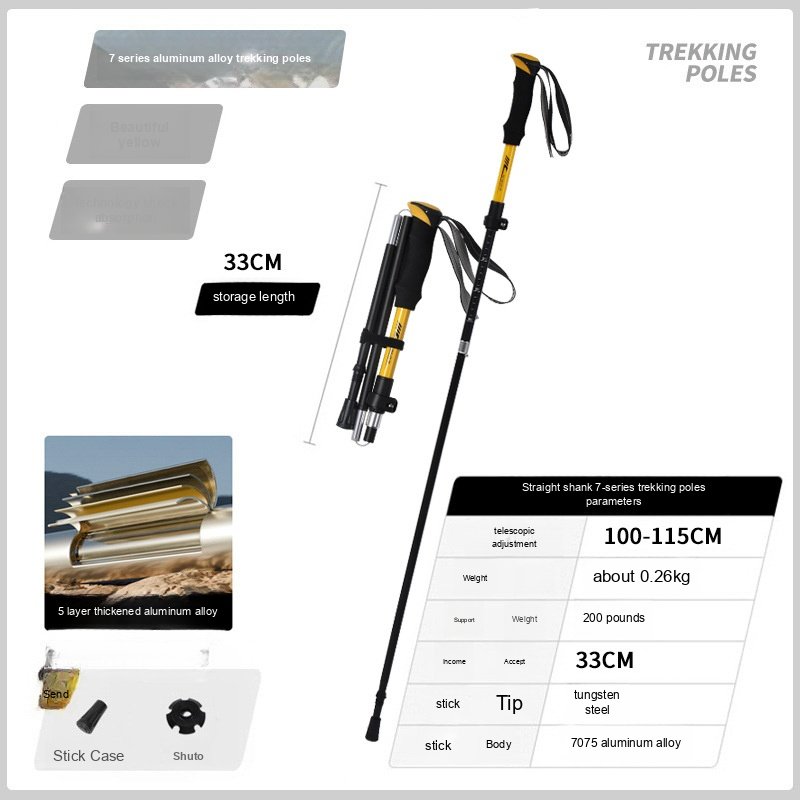 7 series aluminum alloy trekking poles
TREKKING
POLES
Beautiful
yellow
33CM
storage length
5 layer thickened aluminum alloy
Send
Stick Case
Shuto
Straight shank 7-series trekking poles
parameters
telescopic
adjustment
100-115CM
Weight
about 0.26kg
Support Weight
200 pounds
Income Accept
33CM
stick Tip
tungsten
steel
stick Body
7075 aluminum alloy